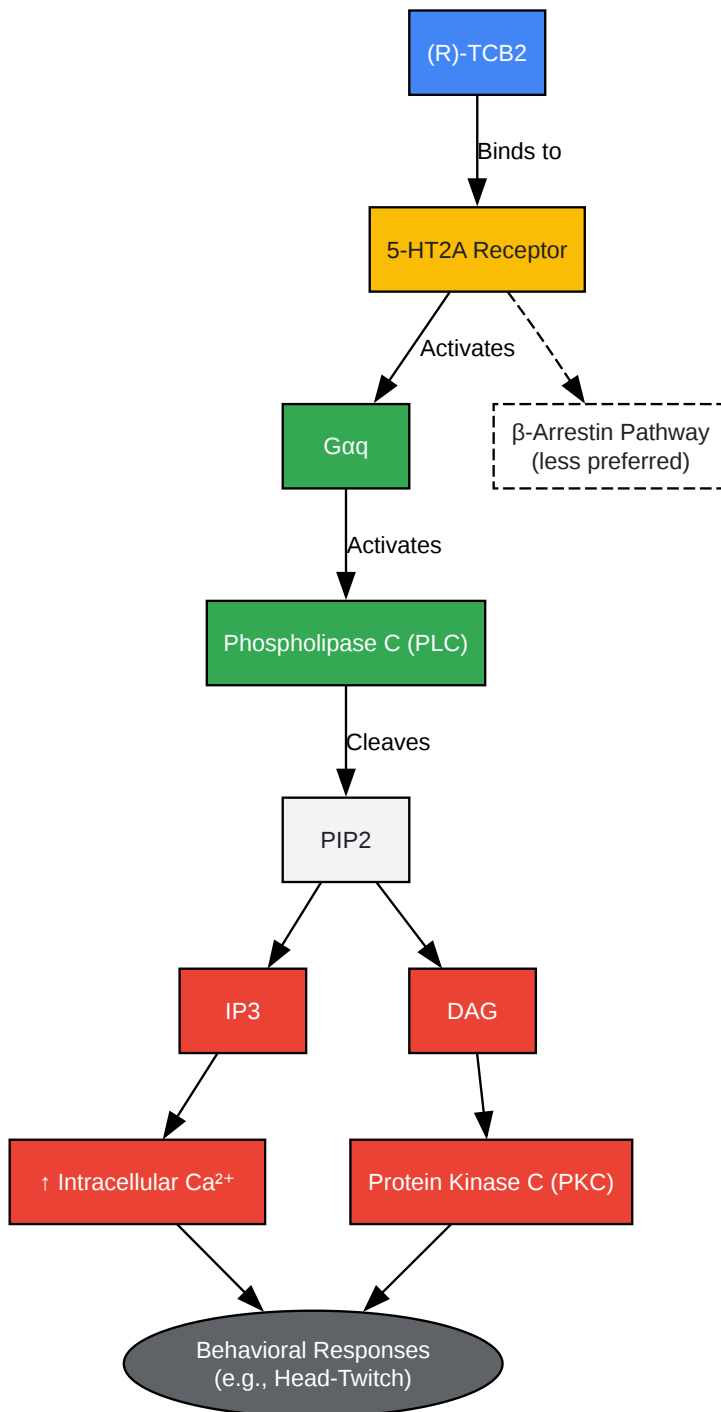 (R)-TCB2
Binds to
5-HT2A Receptor
Activates
Gαq
β-Arrestin Pathway
(less preferred)
Activates
Phospholipase C (PLC)
Cleaves
PIP2
IP3
DAG
↑ Intracellular Ca²⁺
Protein Kinase C (PKC)
Behavioral Responses
(e.g., Head-Twitch)